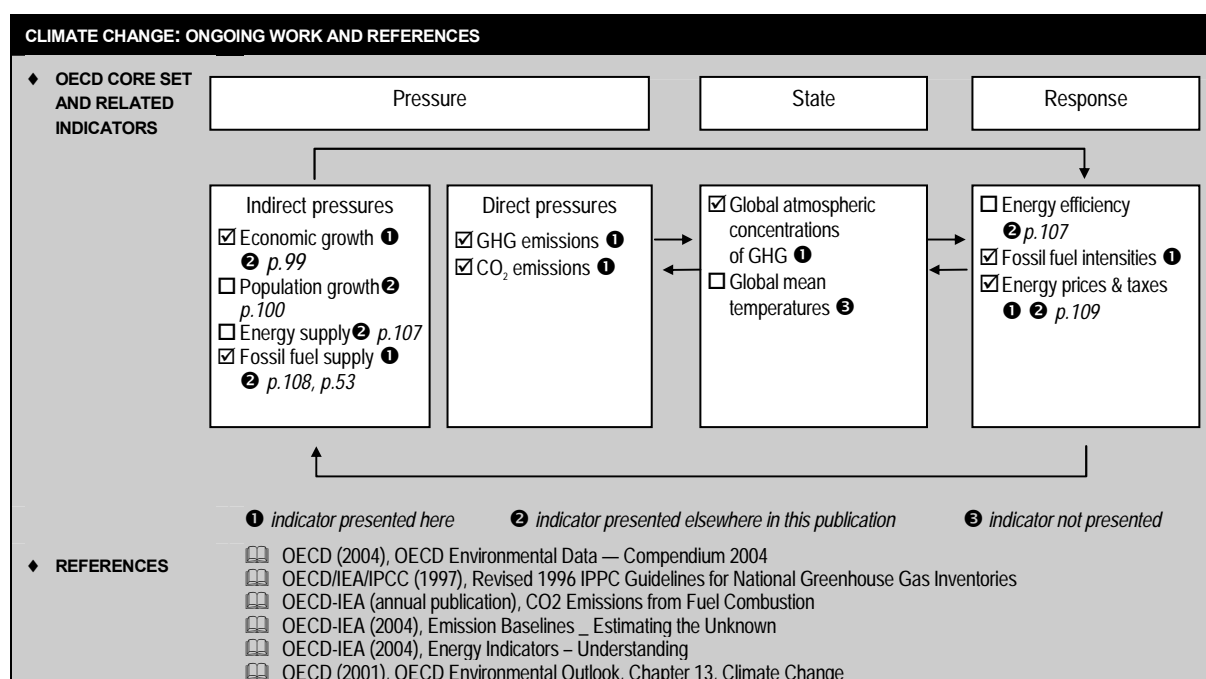 CLIMATE CHANGE: ONGOING WORK AND REFERENCES
♦ OECD CORE SET
AND RELATED
INDICATORS
Pressure
State
Response
Indirect pressures
☑ Economic growth ❶
❷ p.99
☐ Population growth ❷
p.100
☐ Energy supply ❷ p.107
☑ Fossil fuel supply ❶
❷ p.108, p.53
Direct pressures
☑ GHG emissions ❶
☑ CO₂ emissions ❶
☑ Global atmospheric
concentrations
of GHG ❶
☐ Global mean
temperatures ❸
☐ Energy efficiency
❷ p.107
☑ Fossil fuel intensities ❶
☑ Energy prices & taxes
❶ ❷ p.109
❶ indicator presented here ❷ indicator presented elsewhere in this publication ❸ indicator not presented
♦ REFERENCES
OECD (2004), OECD Environmental Data — Compendium 2004
OECD/IEA/IPCC (1997), Revised 1996 IPPC Guidelines for National Greenhouse Gas Inventories
OECD-IEA (annual publication), CO2 Emissions from Fuel Combustion
OECD-IEA (2004), Emission Baselines _ Estimating the Unknown
OECD-IEA (2004), Energy Indicators – Understanding
OECD (2001), OECD Environmental Outlook, Chapter 13, Climate Change